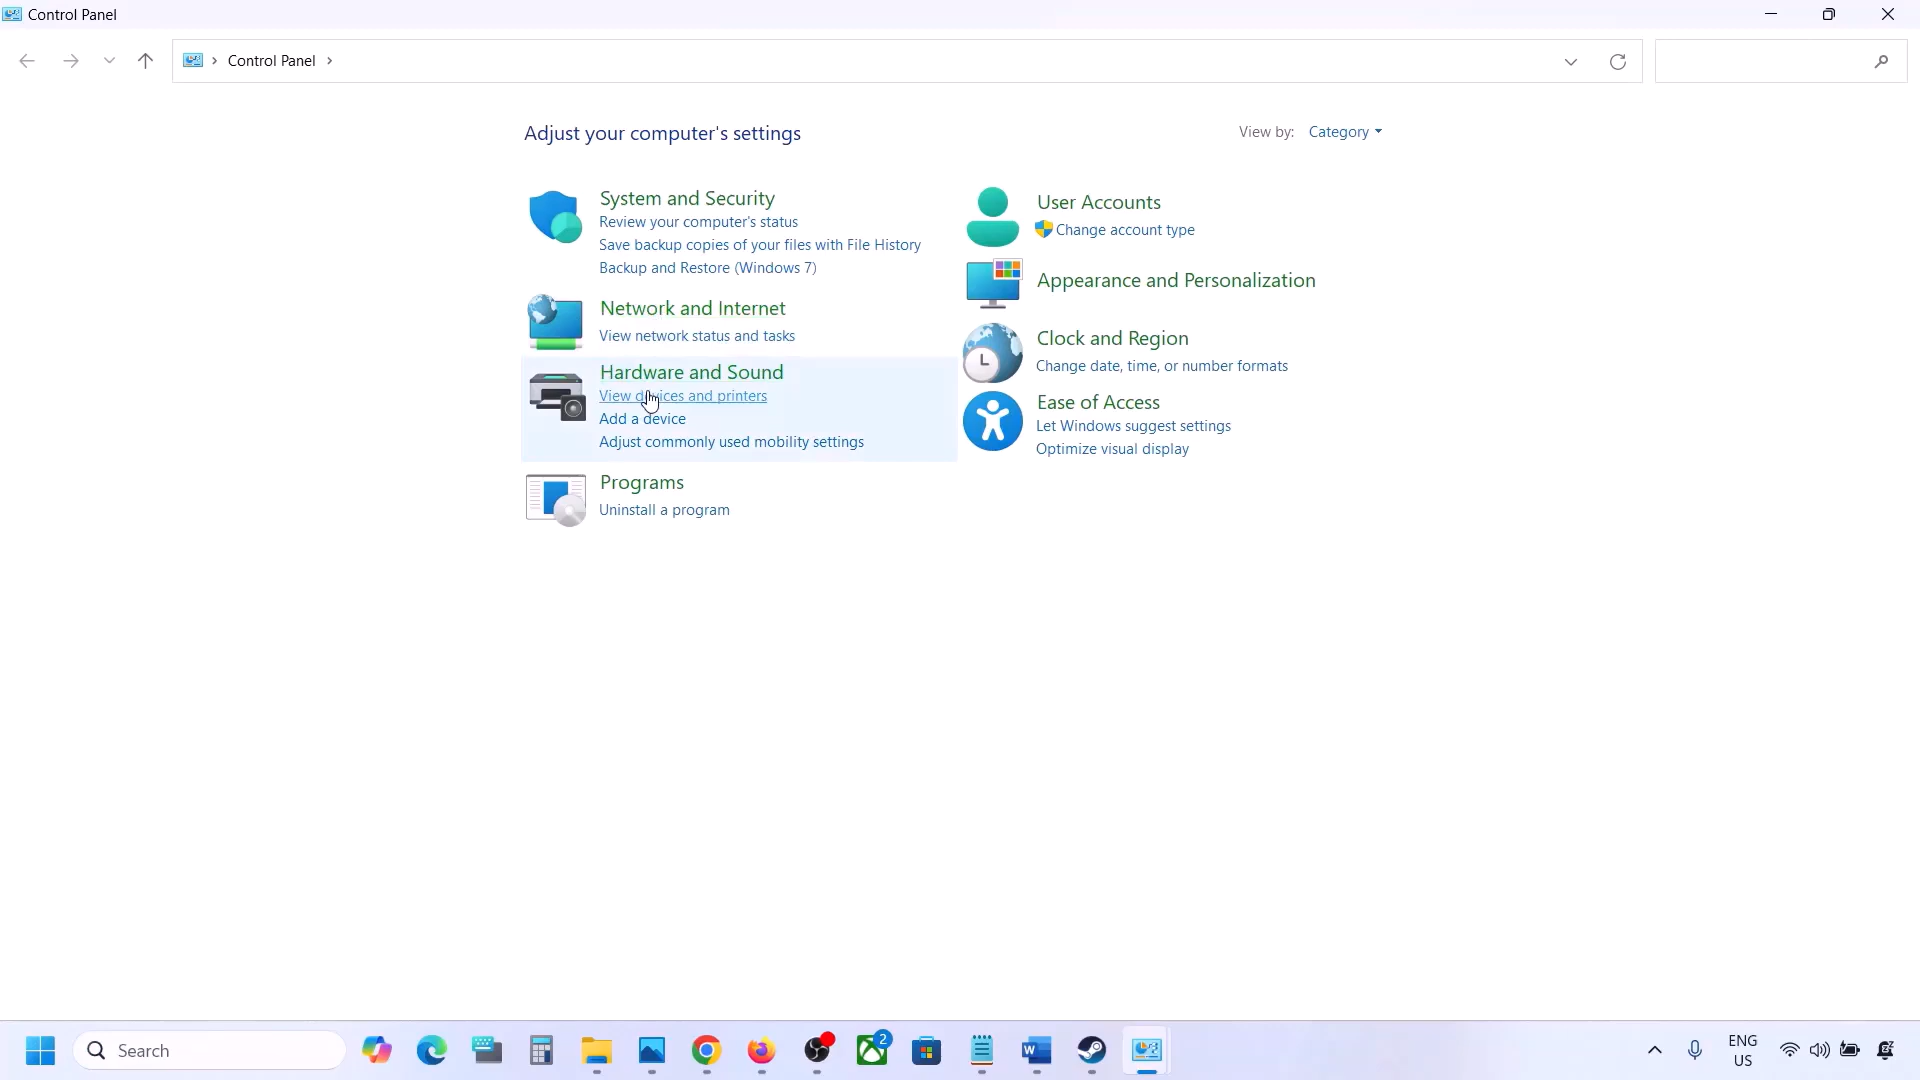 Control Panel
Control Panel
Adjust your computer's settings
View by: Category
System and Security
Review your computer's status
Save backup copies of your files with File History
Backup and Restore (Windows 7)
Network and Internet
View network status and tasks
Hardware and Sound
View devices and printers
Add a device
Adjust commonly used mobility settings
Programs
Uninstall a program
User Accounts
Change account type
Appearance and Personalization
Clock and Region
Change date, time, or number formats
Ease of Access
Let Windows suggest settings
Optimize visual display
Search
2
ENG
US